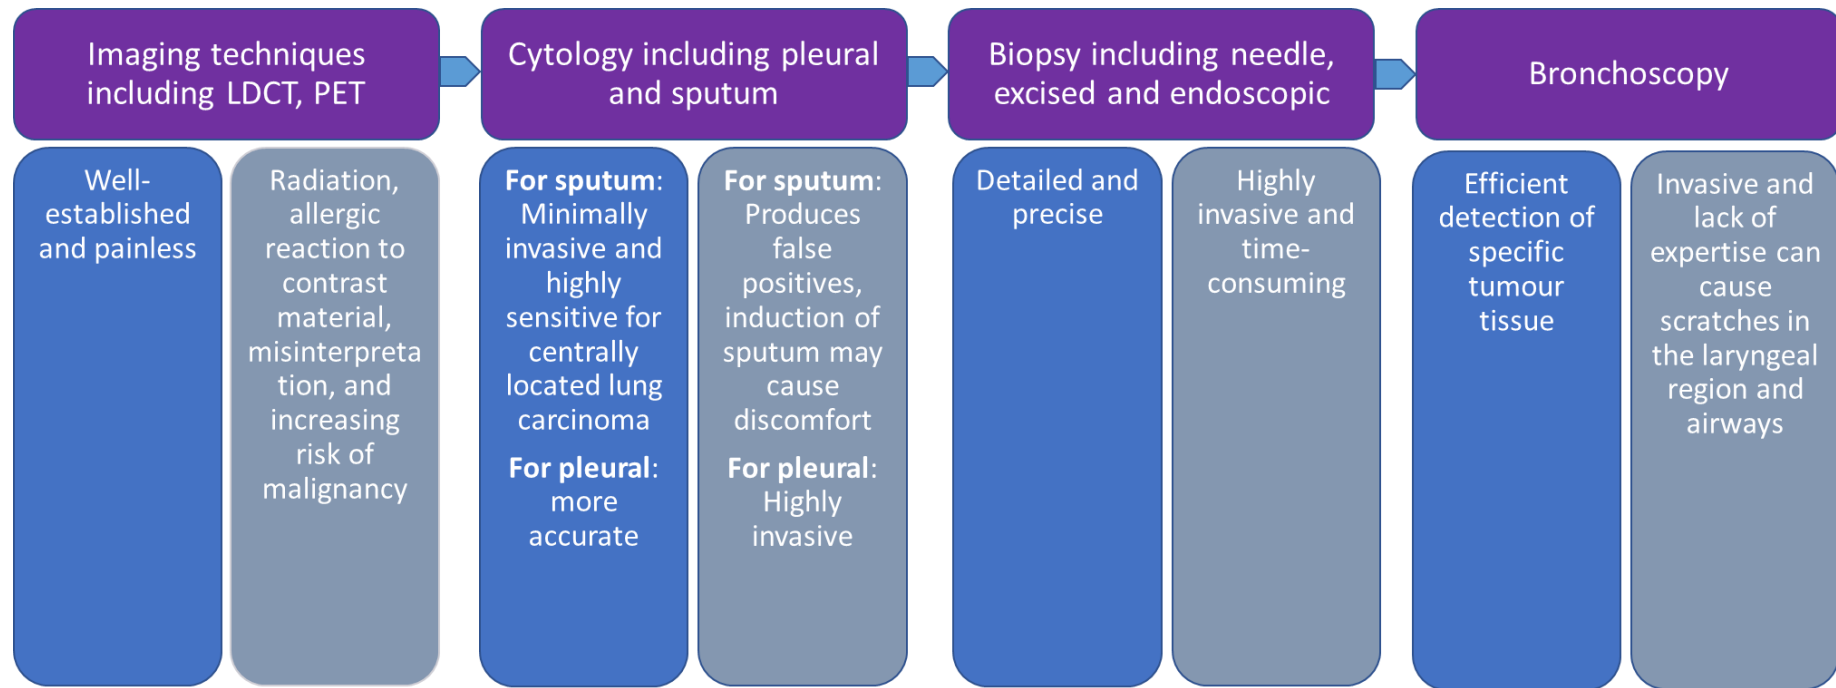 Imaging techniques
including LDCT, PET
Cytology including pleural
and sputum
Biopsy including needle,
excised and endoscopic
Bronchoscopy
Well-
established
and painless
Radiation,
allergic
reaction to
contrast
material,
misinterpreta
tion, and
increasing
risk of
malignancy
For sputum:
Minimally
invasive and
highly
sensitive for
centrally
located lung
carcinoma
For pleural:
more
accurate
For sputum:
Produces
false
positives,
induction of
sputum may
cause
discomfort
For pleural:
Highly
invasive
Detailed and
precise
Highly
invasive and
time-
consuming
Efficient
detection of
specific
tumour
tissue
Invasive and
lack of
expertise can
cause
scratches in
the laryngeal
region and
airways